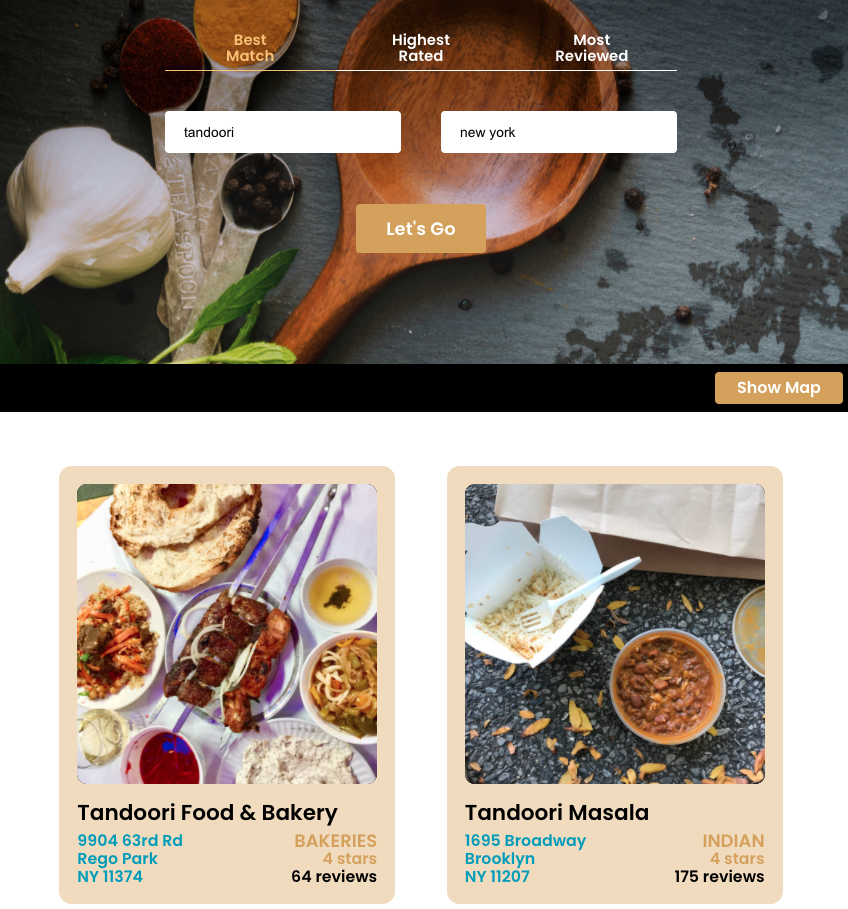 Best
Match
Highest
Rated
Most
Reviewed
tandoori
new york
TEA SPOON
Let's Go
Show Map
Tandoori Food & Bakery
9904 63rd Rd
Rego Park
NY 11374
BAKERIES
4 stars
64 reviews
Tandoori Masala
1695 Broadway
Brooklyn
NY 11207
INDIAN
4 stars
175 reviews